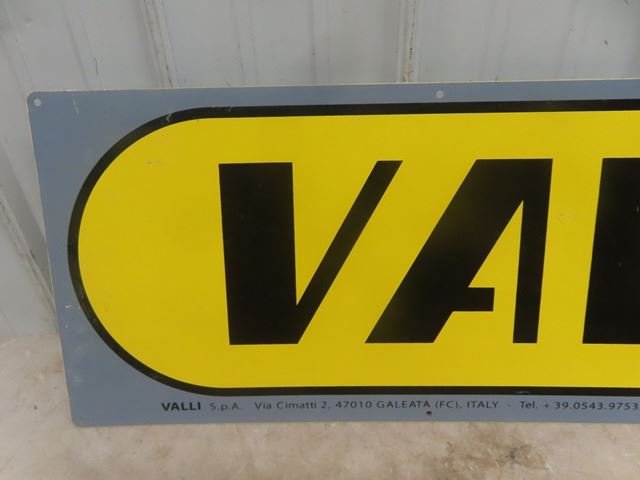 VAL
VALLI S.p.A. Via Cimatti 2, 47010 GALEATA (FC), ITALY - Tel. +39.0543.9753